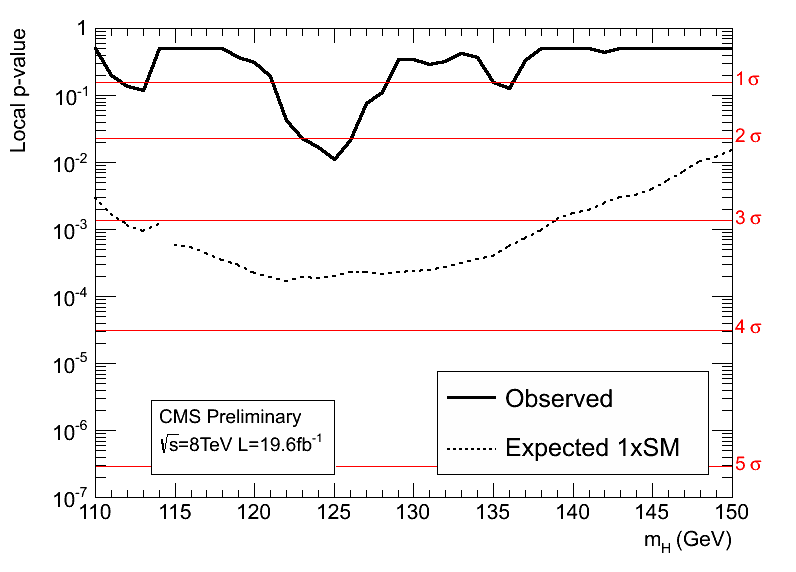 Local p-value
1
10⁻¹
10⁻²
10⁻³
10⁻⁴
10⁻⁵
10⁻⁶
10⁻⁷
1 σ
2 σ
3 σ
4 σ
5 σ
Observed
Expected 1xSM
CMS Preliminary
√s=8TeV L=19.6fb⁻¹
110 115 120 125 130 135 140 145 150
m_H (GeV)